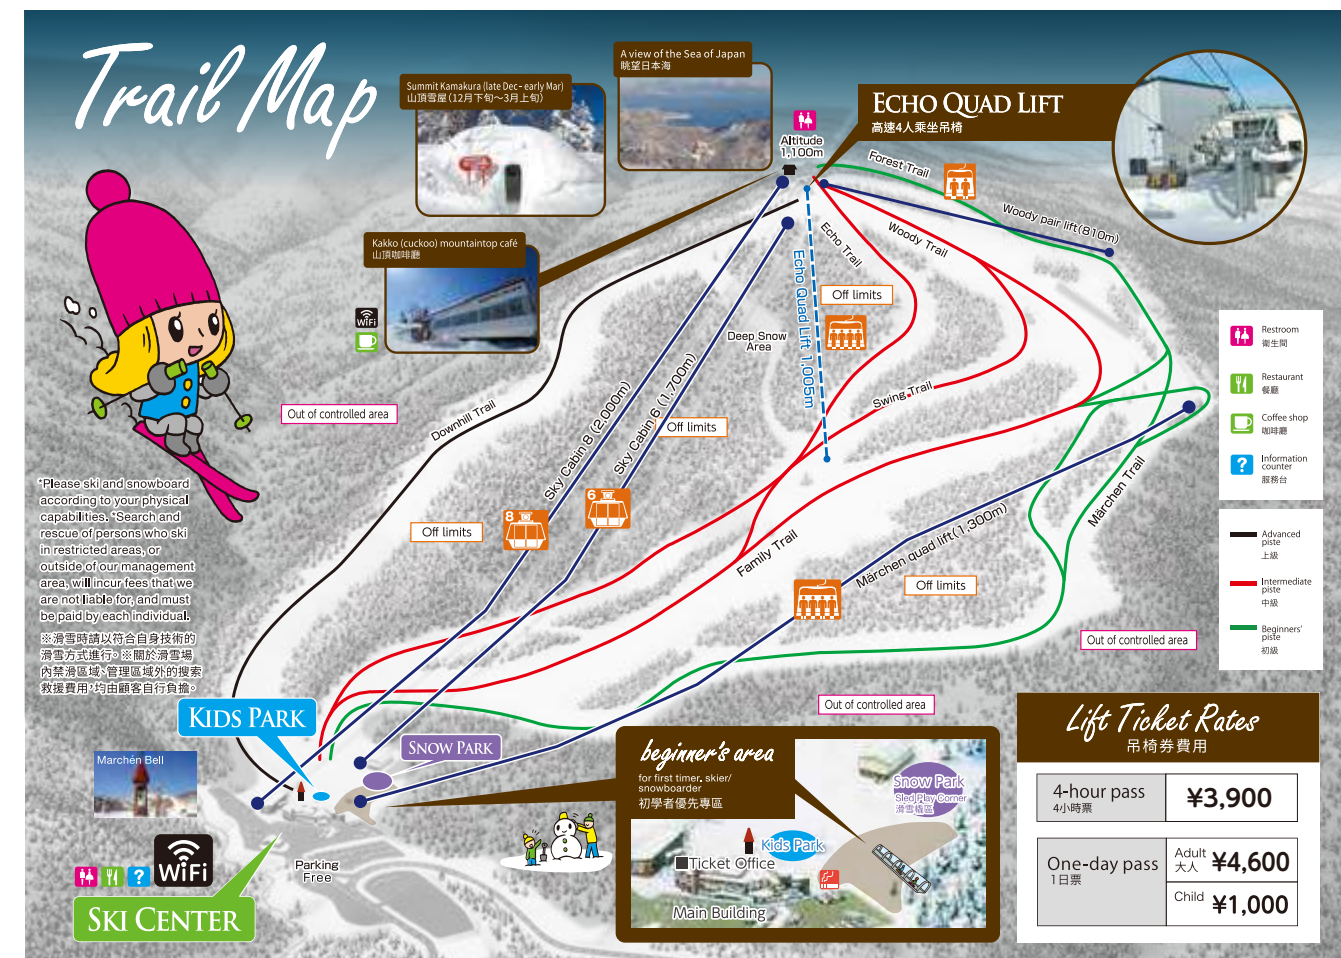 Trail Map
Summit Kamakura (late Dec - early Mar)
山頂雪屋（12月下旬～3月上旬）
A view of the Sea of Japan
眺望日本海
Altitude
1,100m
ECHO QUAD LIFT
高速4人乗坐吊椅
Kakko (cuckoo) mountaintop café
山頂咖啡廳
WiFi
Forest Trail
Woody pair lift(810m)
Echo Trail
Woody Trail
Echo Quad Lift 1,005m
Off limits
Deep Snow
Area
Swing Trail
Out of controlled area
Downhill Trail
Sky Cabin 8 (2,000m)
Sky Cabin 6 (1,700m)
Off limits
6
8
Off limits
Family Trail
Märchen quad lift(1,300m)
Märchen Trail
Off limits
Out of controlled area
Out of controlled area
Restroom
衛生間
Restaurant
餐廳
Coffee shop
咖啡廳
?
Information
counter
服務台
Advanced
piste
上級
Intermediate
piste
中級
Beginners'
piste
初級
*Please ski and snowboard
according to your physical
capabilities. *Search and
rescue of persons who ski
in restricted areas, or
outside of our management
area, will incur fees that we
are not liable for, and must
be paid by each individual.
※滑雪時請以符合自身技術的
滑雪方式進行。※關於滑雪場
內禁滑區域、管理區域外的搜索
救援費用，均由顧客自行負擔。
KIDS PARK
SNOW PARK
Marchén Bell
?
WiFi
SKI CENTER
Parking
Free
beginner's area
for first timer, skier/
snowboarder
初學者優先專區
Snow Park
Sled Play Corner
滑雪橇區
Kids Park
Ticket Office
Main Building
Lift Ticket Rates
吊椅券費用
4-hour pass
4小時票
¥3,900
One-day pass
1日票
Adult
大人
¥4,600
Child
¥1,000